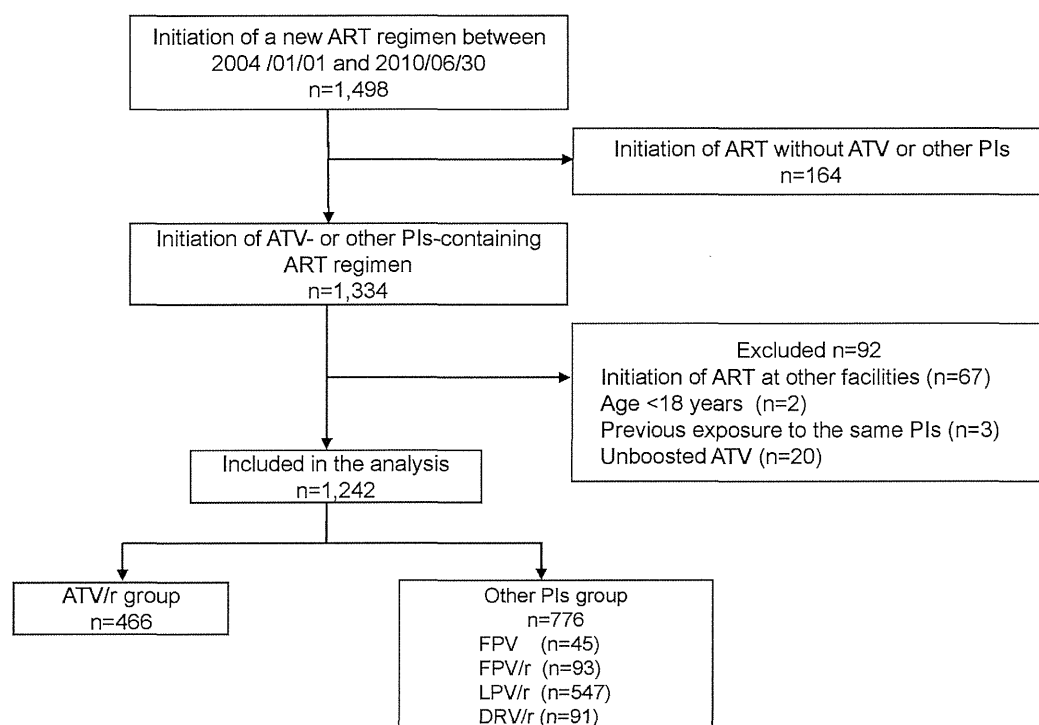 Initiation of a new ART regimen between
2004 /01/01 and 2010/06/30
n=1,498
Initiation of ART without ATV or other PIs
n=164
Initiation of ATV- or other PIs-containing
ART regimen
n=1,334
Excluded n=92
Initiation of ART at other facilities (n=67)
Age <18 years (n=2)
Previous exposure to the same PIs (n=3)
Unboosted ATV (n=20)
Included in the analysis
n=1,242
ATV/r group
n=466
Other PIs group
n=776
FPV (n=45)
FPV/r (n=93)
LPV/r (n=547)
DRV/r (n=91)